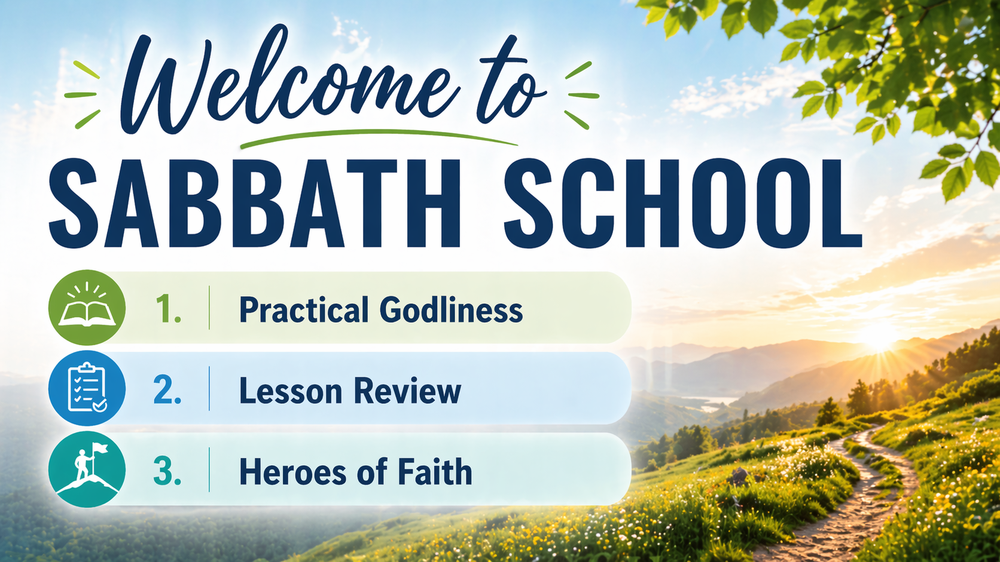 Welcome to
SABBATH SCHOOL
1. Practical Godliness
2. Lesson Review
3. Heroes of Faith